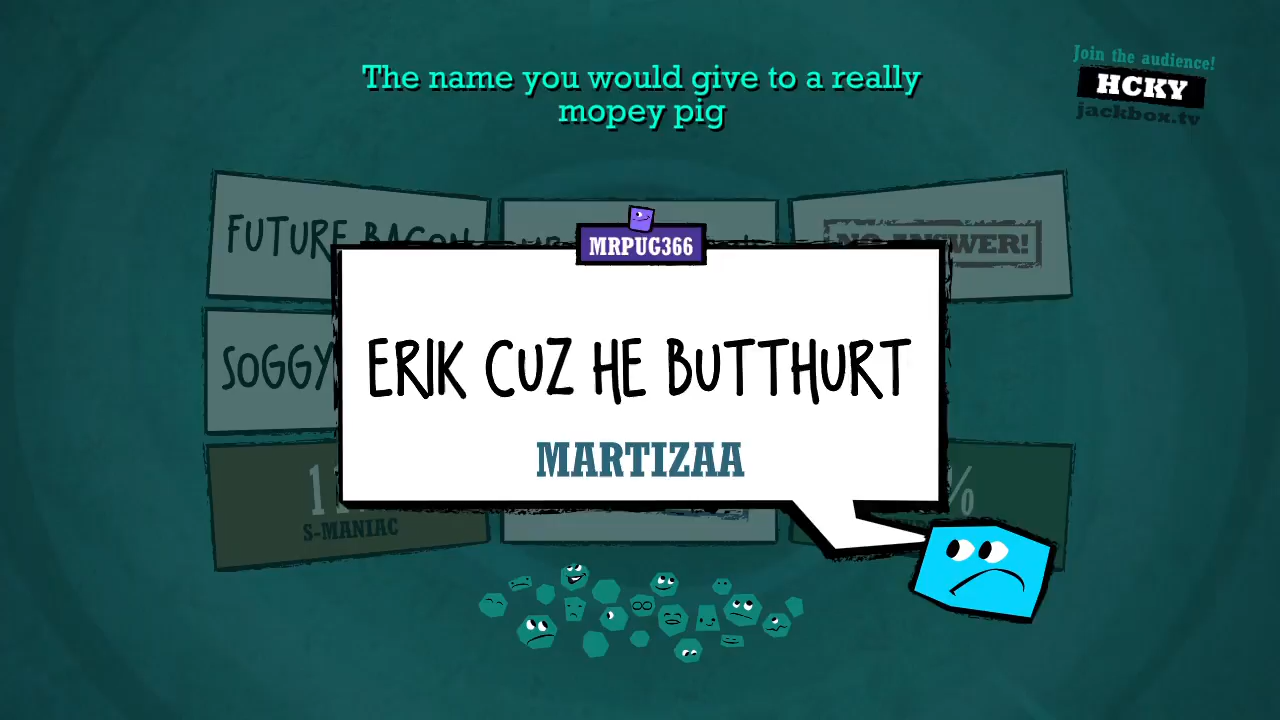 The name you would give to a really
mopey pig
Join the audience!
HCKY
jackbox.tv
FUTURE BACON
NO ANSWER!
MRPUG366
SOGGY
ERIK CUZ HE BUTTHURT
MARTIZAA
S-MANIAC
%